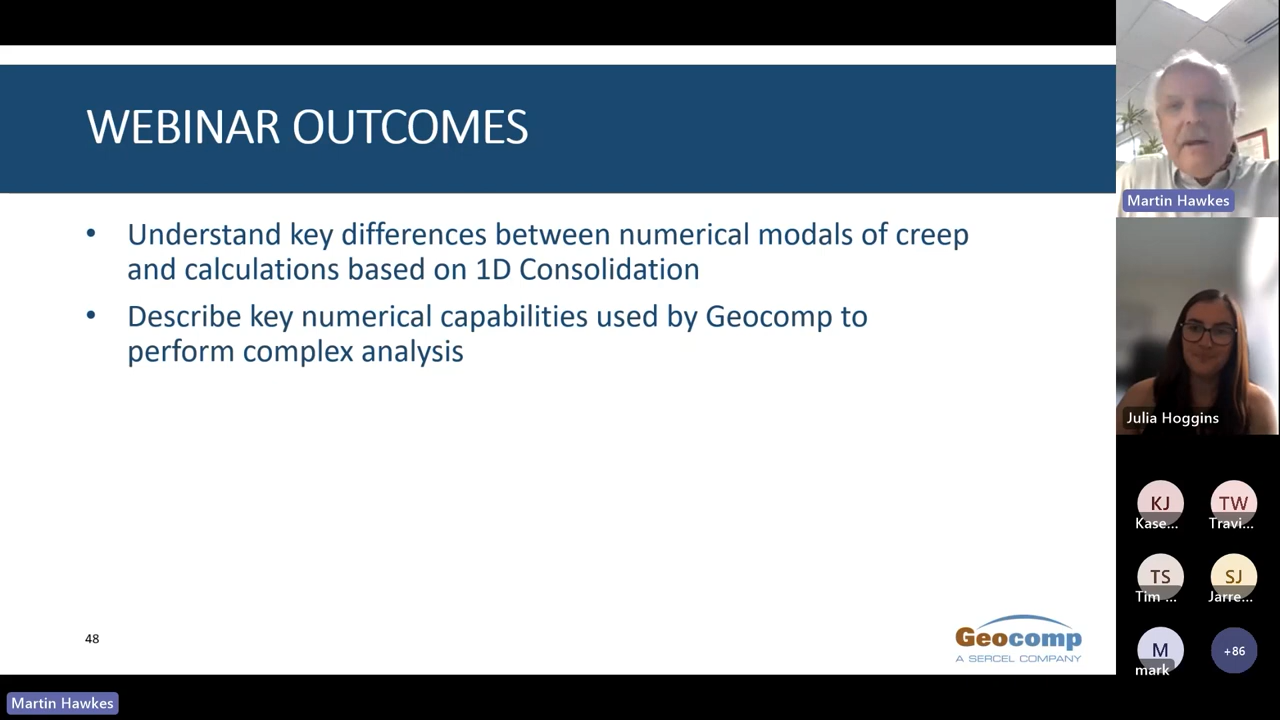 WEBINAR OUTCOMES
• Understand key differences between numerical modals of creep
and calculations based on 1D Consolidation
• Describe key numerical capabilities used by Geocomp to
perform complex analysis
48
Geocomp
A SERCEL COMPANY
Martin Hawkes
Martin Hawkes
Julia Hoggins
KJ
Kase...
TW
Travi...
TS
Tim ...
SJ
Jarre...
M
mark
+86